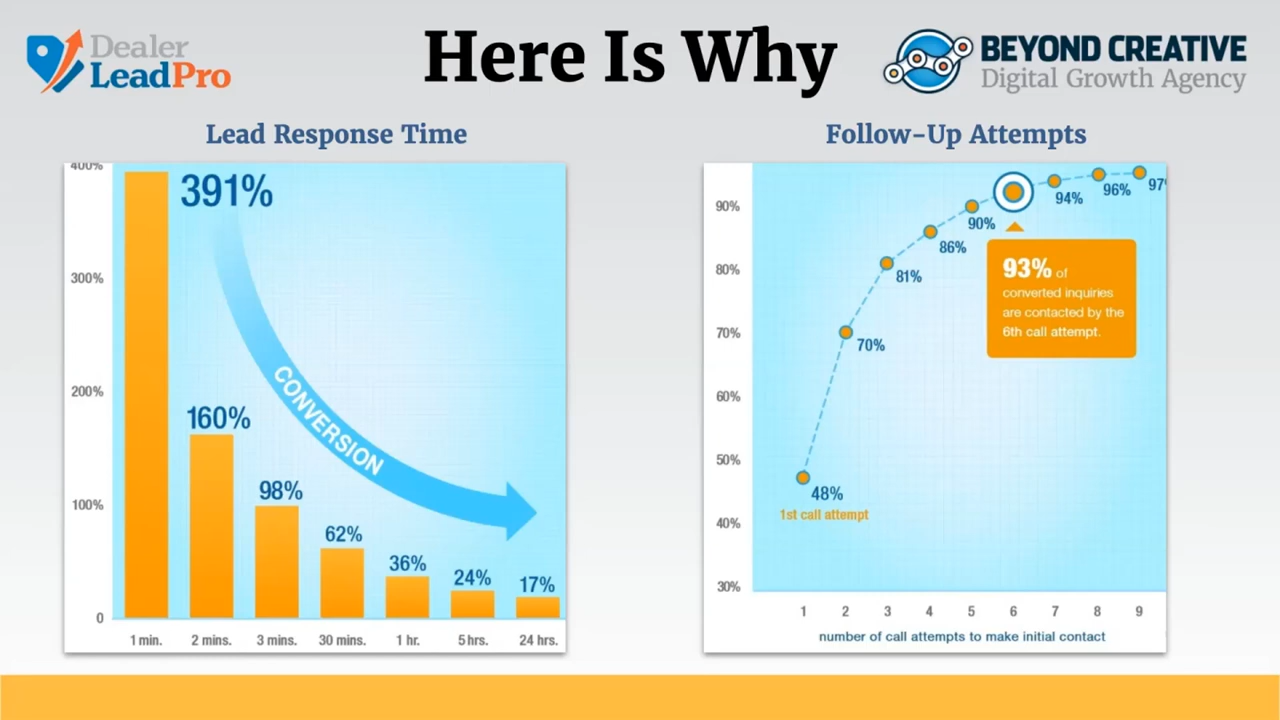 Dealer
LeadPro
Here Is Why
BEYOND CREATIVE
Digital Growth Agency
Lead Response Time
400%
391%
300%
200%
160%
CONVERSION
100%
98%
62%
36%
24%
17%
0
1 min. 2 mins. 3 mins. 30 mins. 1 hr. 5 hrs. 24 hrs.
Follow-Up Attempts
90%
80%
70%
60%
50%
40%
30%
48%
1st call attempt
70%
81%
86%
90%
94%
96%
97
93% of
converted inquiries
are contacted by the
6th call attempt.
1 2 3 4 5 6 7 8 9
number of call attempts to make initial contact